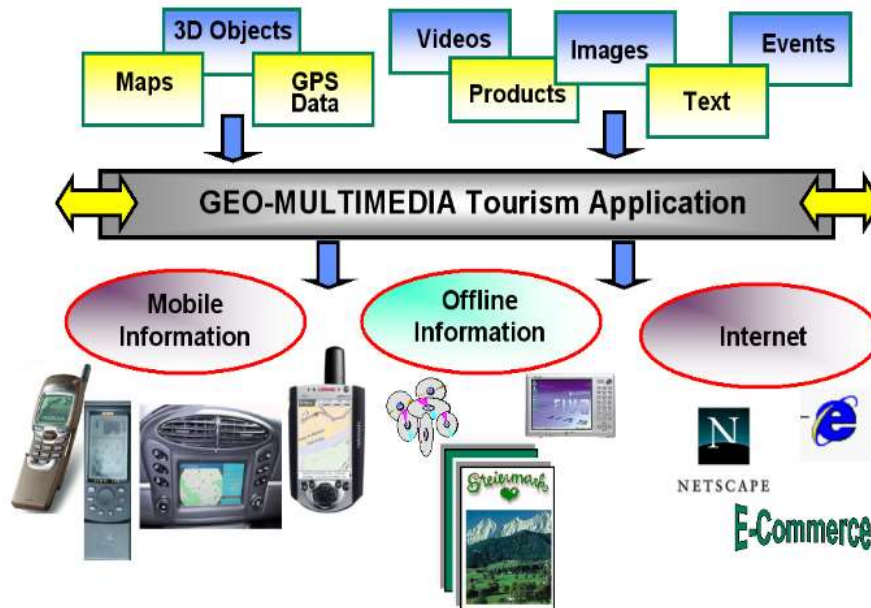 3D Objects
Maps
GPS
Data
Videos
Products
Images
Text
Events
GEO-MULTIMEDIA Tourism Application
Mobile
Information
Offline
Information
Internet
Steiermark
N
NETSCAPE
e
E-Commerce